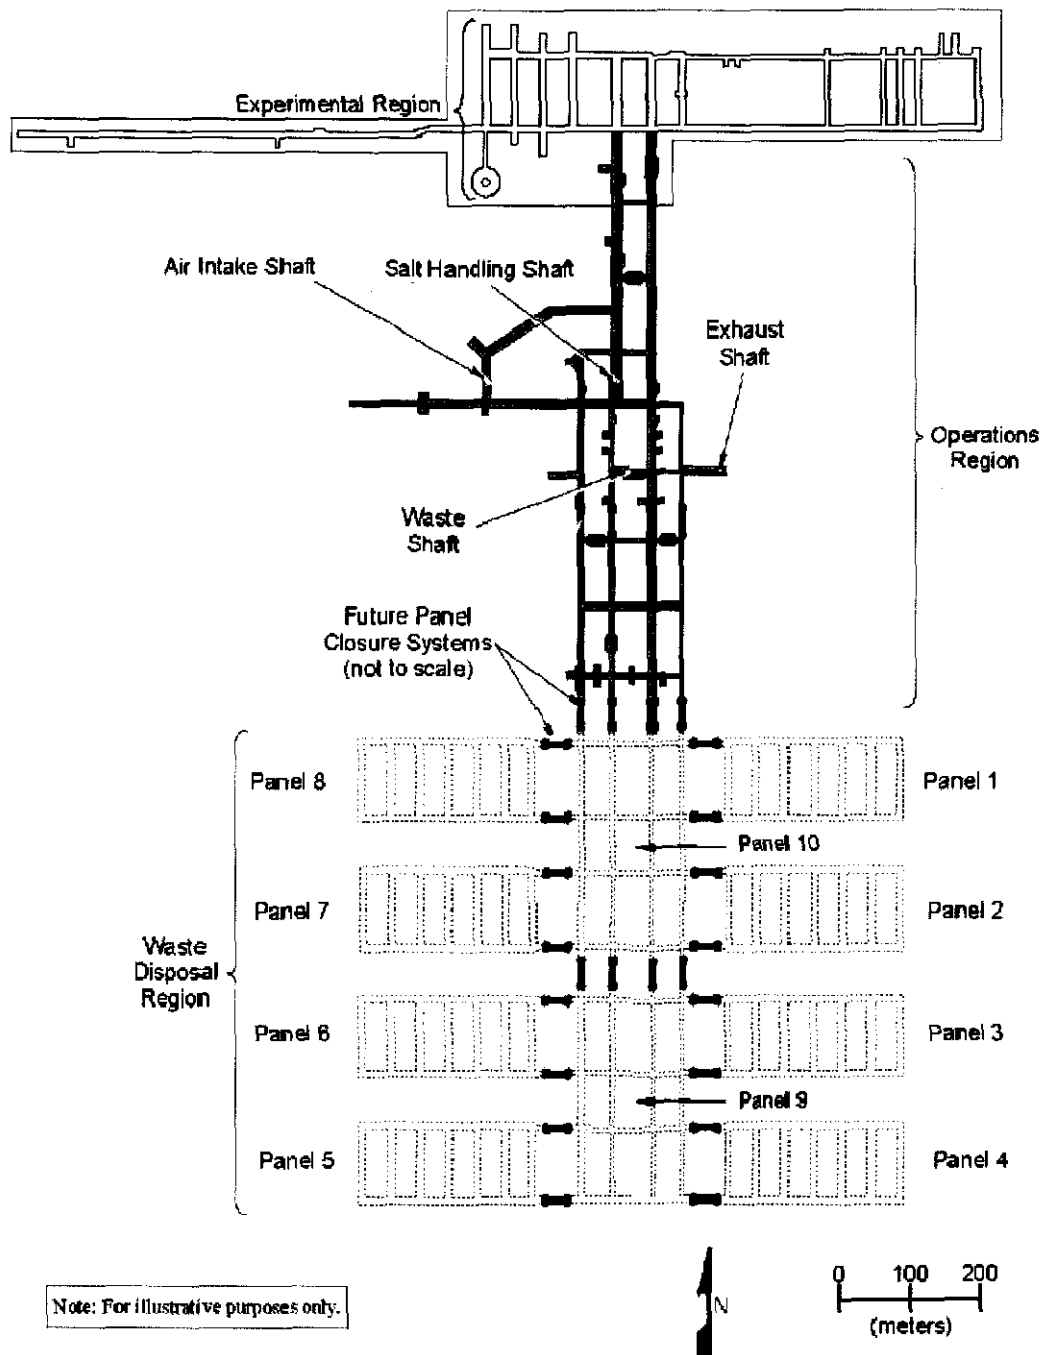 Experimental Region
Air Intake Shaft
Salt Handling Shaft
Exhaust
Shaft
Operations
Region
Waste
Shaft
Future Panel
Closure Systems
(not to scale)
Panel 8
Panel 1
Panel 10
Panel 7
Panel 2
Waste
Disposal
Region
Panel 6
Panel 3
Panel 9
Panel 5
Panel 4
N
0 100 200
(meters)
Note: For illustrative purposes only.